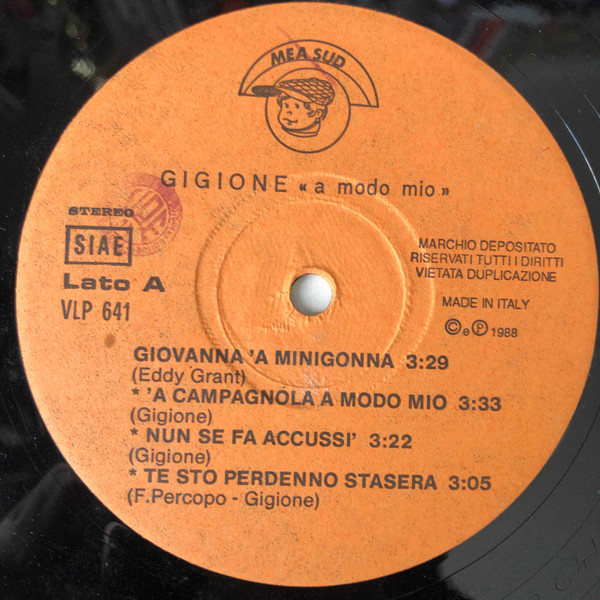 MEA SUD
GIGIONE « a modo mio »
STEREO
SIAE
Lato A
VLP 641
MARCHIO DEPOSITATO
RISERVATI TUTTI I DIRITTI
VIETATA DUPLICAZIONE
MADE IN ITALY
© e ℗ 1988
GIOVANNA 'A MINIGONNA 3:29
(Eddy Grant)
* 'A CAMPAGNOLA A MODO MIO 3:33
(Gigione)
* NUN SE FA ACCUSSI' 3:22
(Gigione)
* TE STO PERDENNO STASERA 3:05
(F.Percopo - Gigione)